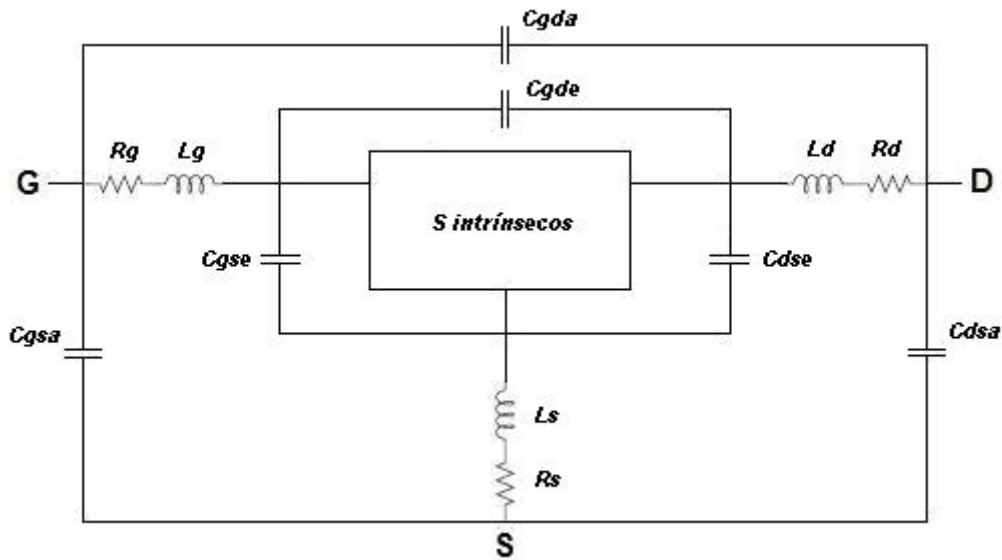 Cgda
Cgde
Rg
Lg
Ld
Rd
G
D
S intrínsecos
Cgse
Cdse
Cgsa
Cdsa
Ls
Rs
S